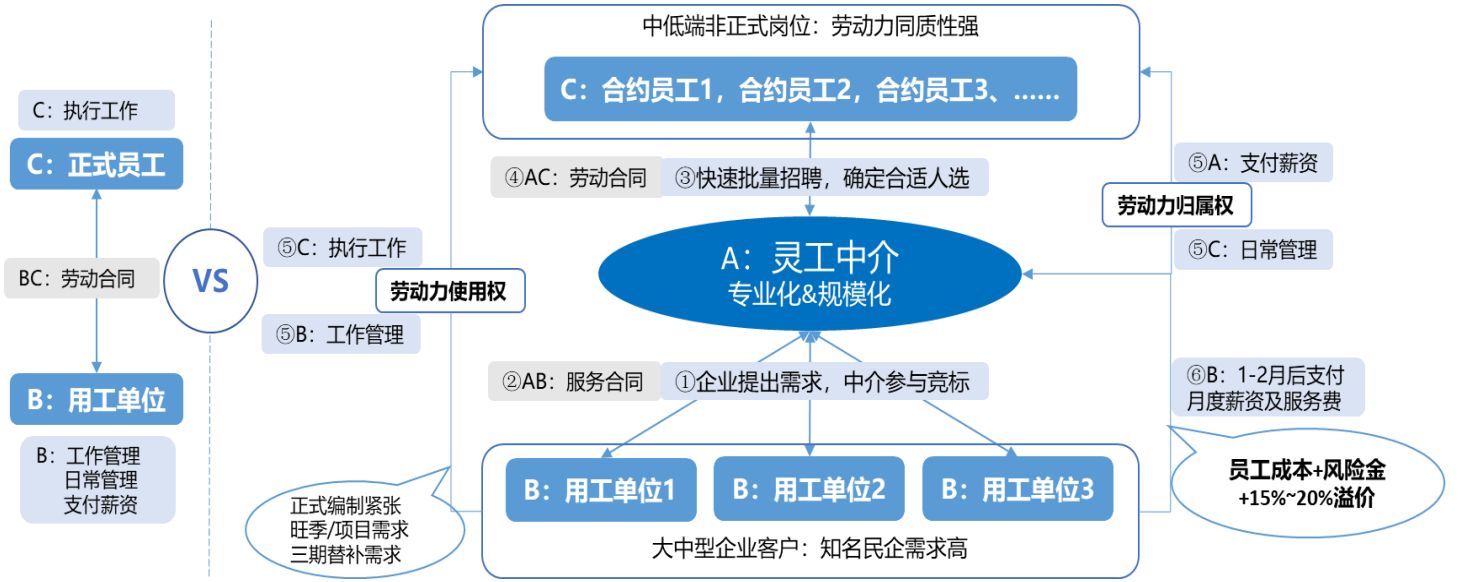 C：执行工作
C：正式员工
BC：劳动合同
B：用工单位
B：工作管理
日常管理
支付薪资
VS
中低端非正式岗位：劳动力同质性强
C：合约员工1，合约员工2，合约员工3、……
④AC：劳动合同
③快速批量招聘，确定合适人选
⑤A：支付薪资
劳动力归属权
⑤C：日常管理
⑤C：执行工作
劳动力使用权
⑤B：工作管理
A：灵工中介
专业化&规模化
②AB：服务合同
①企业提出需求，中介参与竞标
⑥B：1-2月后支付
月度薪资及服务费
员工成本+风险金
+15%~20%溢价
B：用工单位1
B：用工单位2
B：用工单位3
大中型企业客户：知名民企需求高
正式编制紧张
旺季/项目需求
三期替补需求